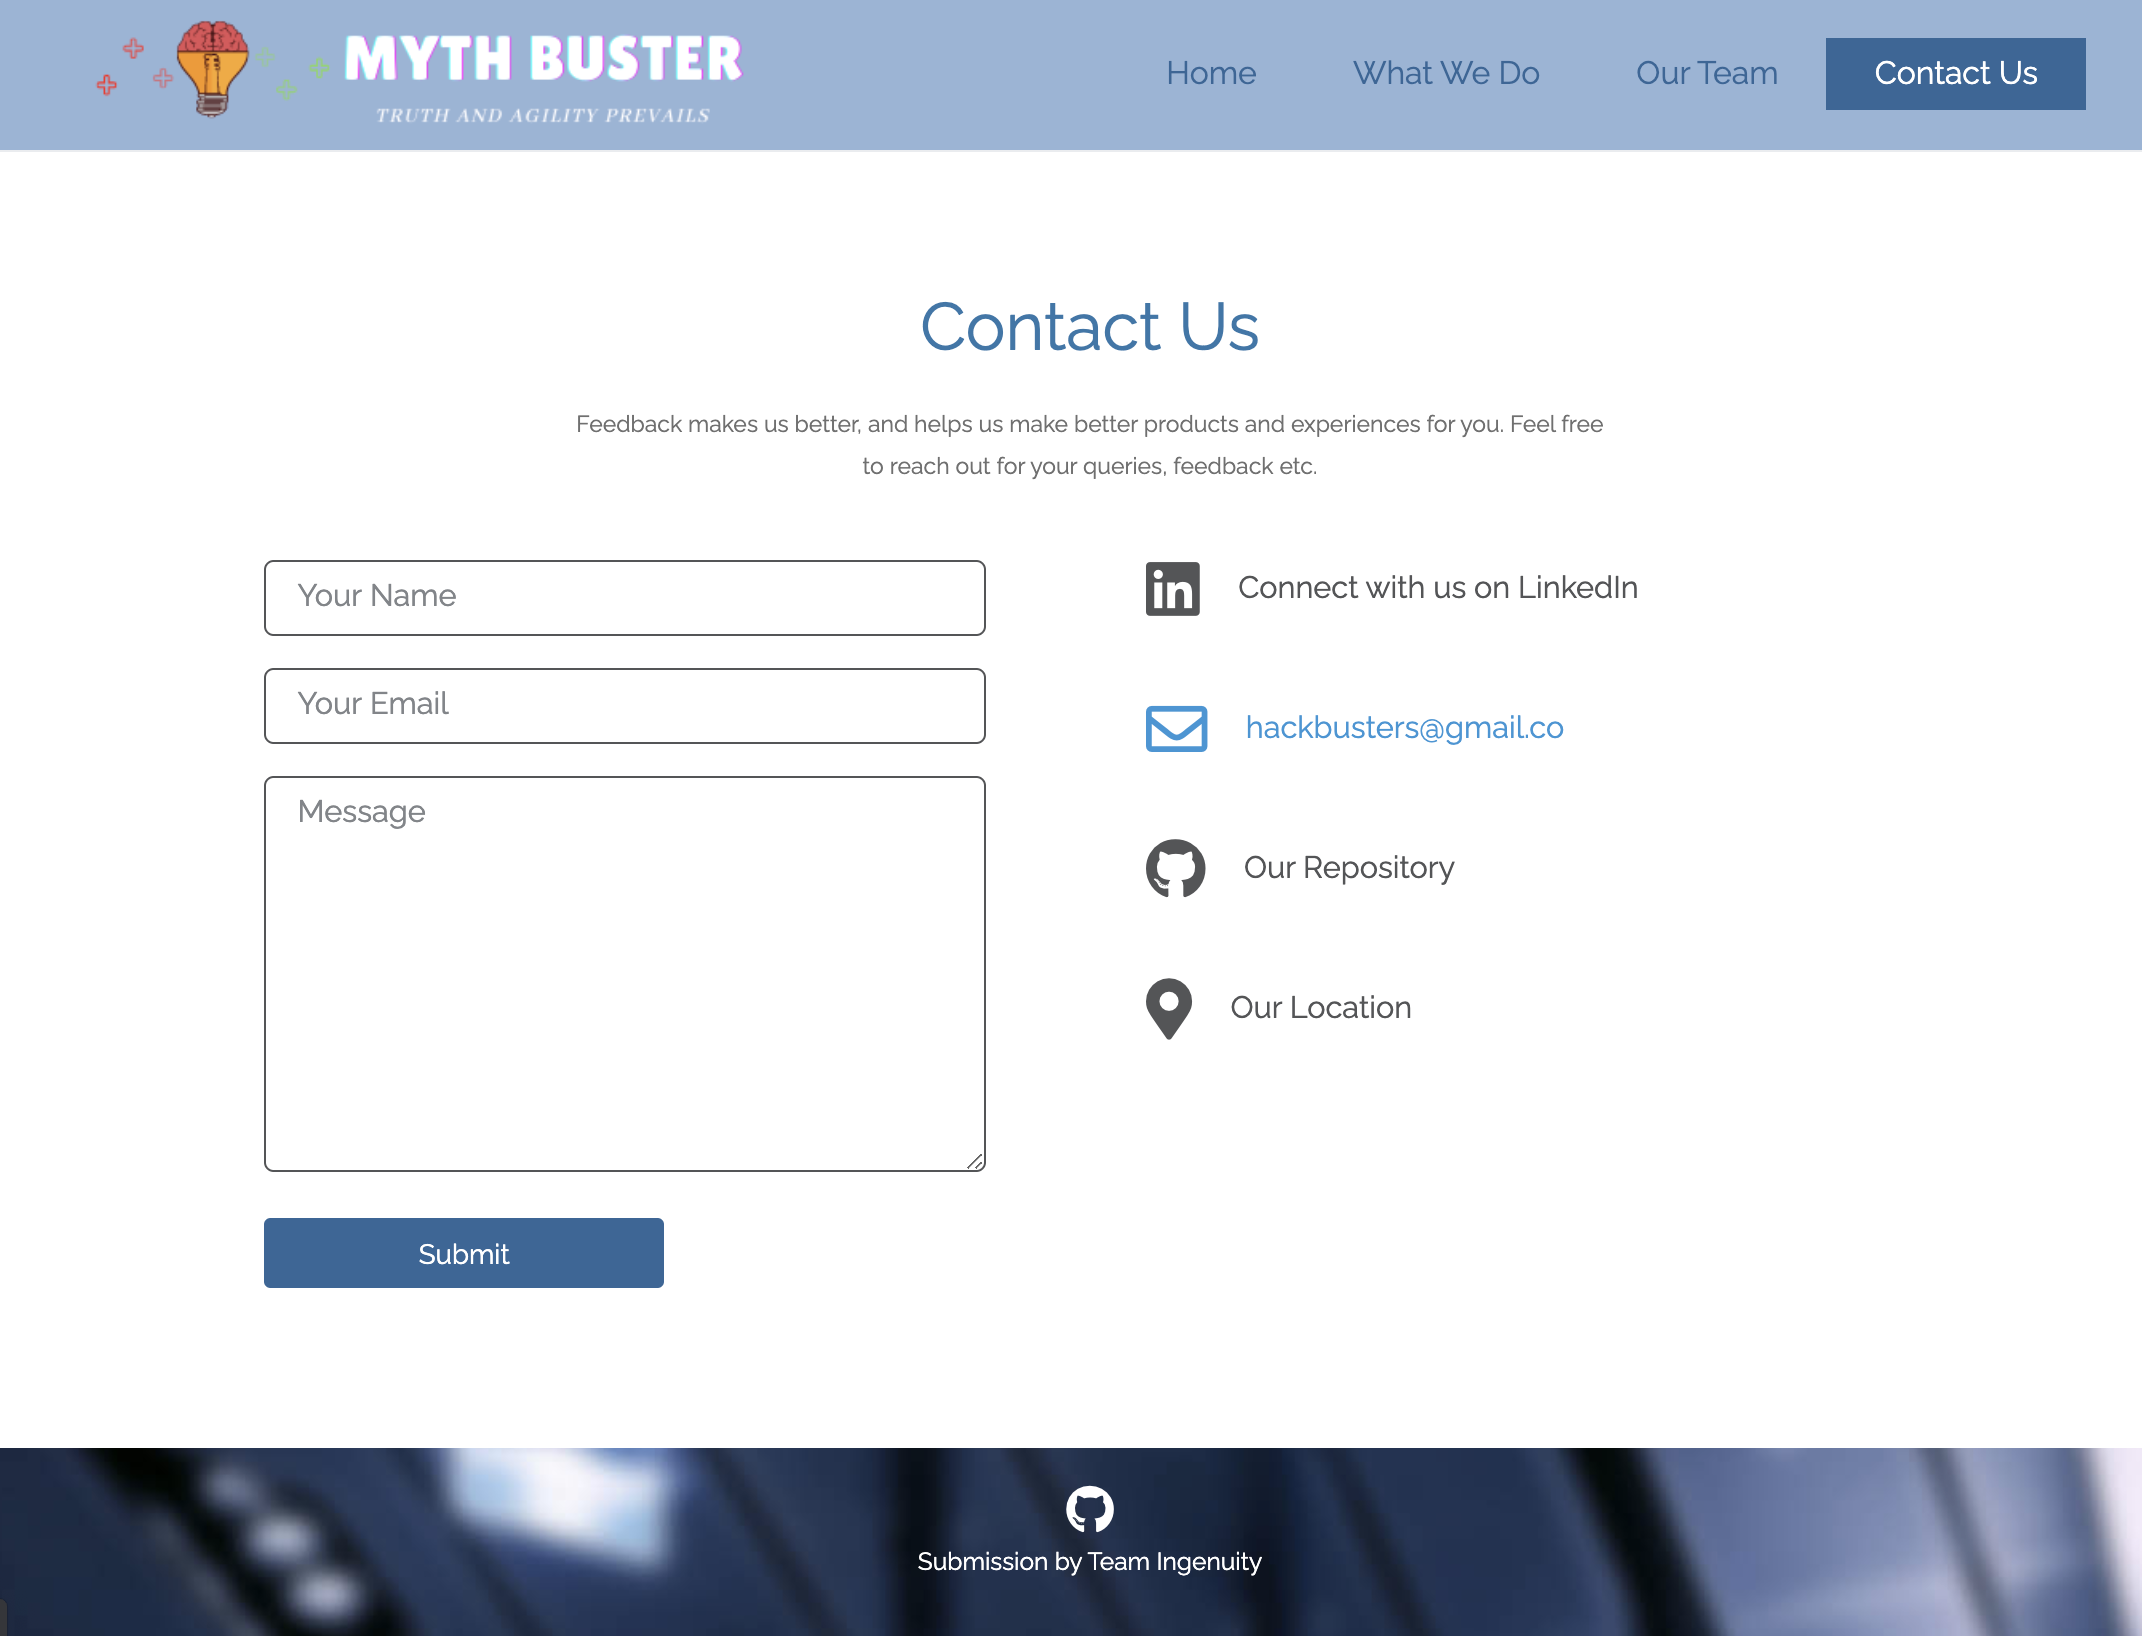 MYTH BUSTER
TRUTH AND AGILITY PREVAILS
Home
What We Do
Our Team
Contact Us
Contact Us
Feedback makes us better, and helps us make better products and experiences for you. Feel free
to reach out for your queries, feedback etc.
Your Name
Your Email
Message
Submit
in
Connect with us on LinkedIn
hackbusters@gmail.co
Our Repository
Our Location
Submission by Team Ingenuity